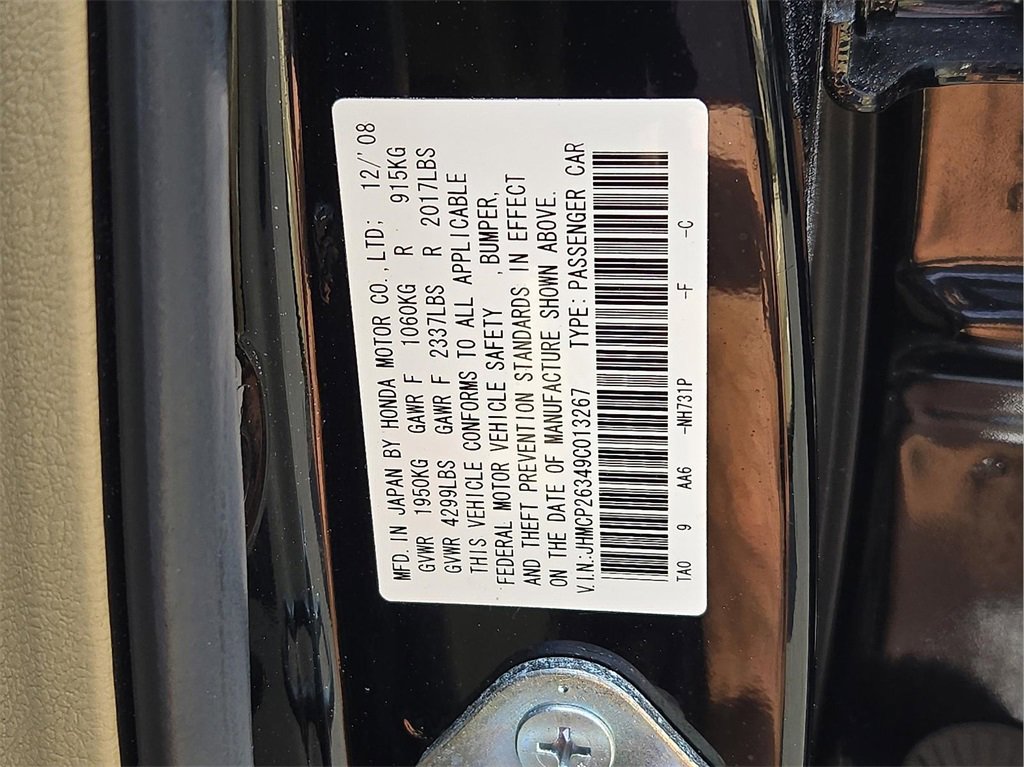 MFD. IN JAPAN BY HONDA MOTOR CO., LTD; 12/'08
GVWR 1950KG GAWR F 1060KG R 915KG
GVWR 4299LBS GAWR F 2337LBS R 2017LBS
THIS VEHICLE CONFORMS TO ALL APPLICABLE
FEDERAL MOTOR VEHICLE SAFETY ,BUMPER,
AND THEFT PREVENTION STANDARDS IN EFFECT
ON THE DATE OF MANUFACTURE SHOWN ABOVE.
V.I.N.:JHMCP26349C013267 TYPE:PASSENGER CAR
TA0 9 AA6 -NH731P -F -C